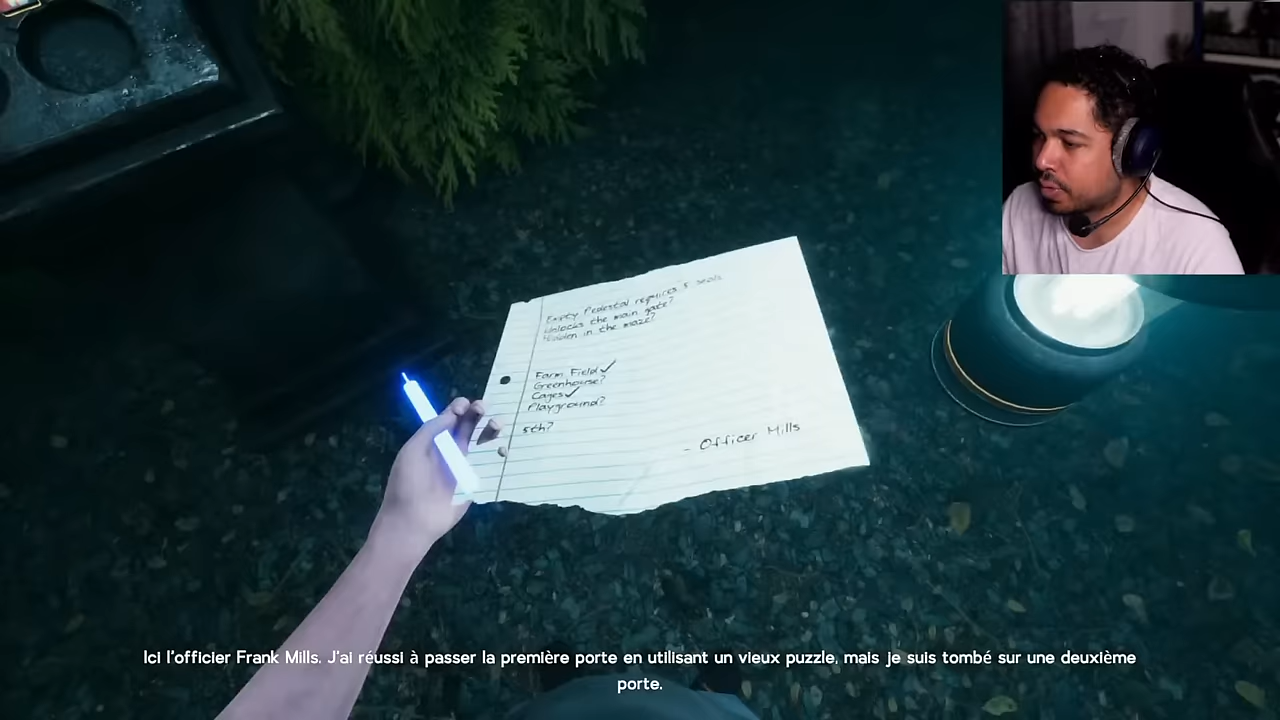 Empty Pedestal requires 5 seals
Unlocks the main gate?
Hidden in the maze?
Farm Field✓
Greenhouse?
Cages✓
Playground?
5th?
- Officer Mills
Ici l'officier Frank Mills. J'ai réussi à passer la première porte en utilisant un vieux puzzle, mais je suis tombé sur une deuxième
porte.